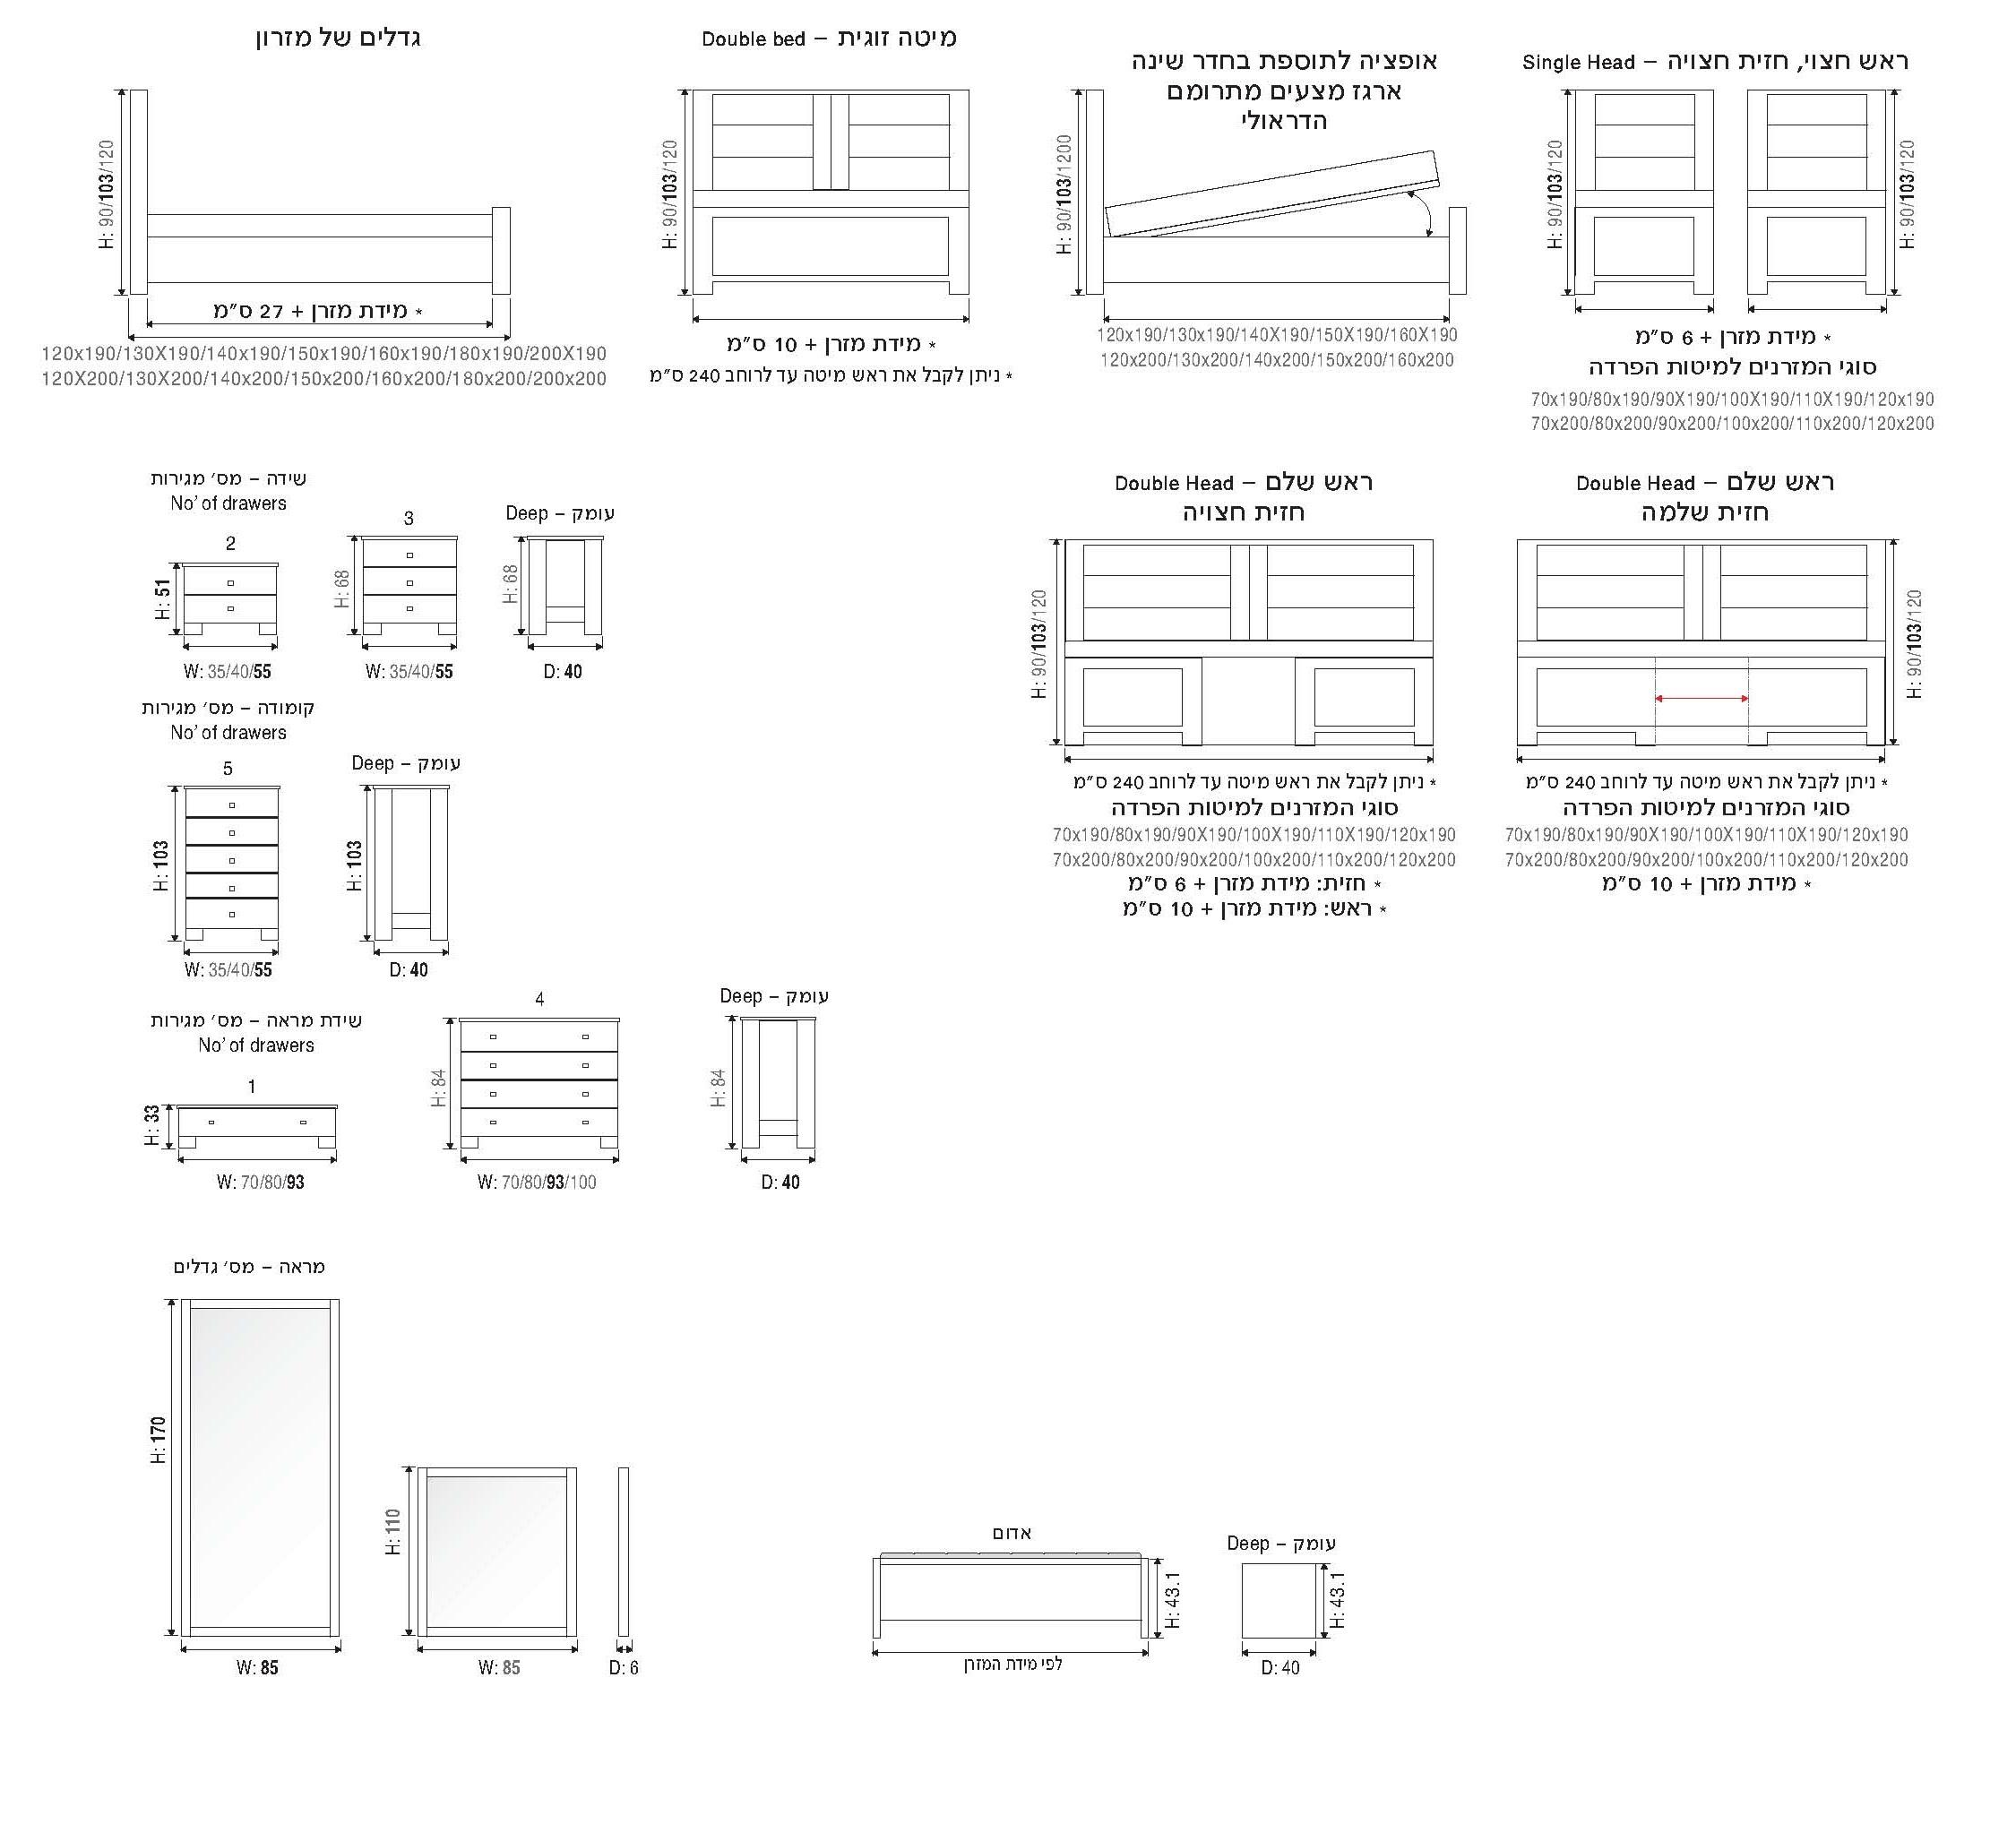 גדלים של מזרון
H: 90/103/120
* מידת מזרן + 27 ס"מ
120x190/130X190/140x190/150x190/160x190/180x190/200X190
120X200/130X200/140x200/150x200/160x200/180x200/200x200
מיטה זוגית – Double bed
H: 90/103/120
* מידת מזרן + 10 ס"מ
* ניתן לקבל את ראש מיטה עד לרוחב 240 ס"מ
אופציה לתוספת בחדר שינה
ארגז מצעים מתרומם
הדראולי
H: 90/103/1200
120x190/130x190/140X190/150X190/160X190
120x200/130x200/140x200/150x200/160x200
ראש חצוי, חזית חצויה – Single Head
H: 90/103/120
H: 90/103/120
* מידת מזרן + 6 ס"מ
סוגי המזרנים למיטות הפרדה
70x190/80x190/90X190/100X190/110X190/120x190
70x200/80x200/90x200/100x200/110x200/120x200
שידה – מס' מגירות
No' of drawers
2
H: 51
W: 35/40/55
3
H: 68
W: 35/40/55
עומק – Deep
H: 68
D: 40
ראש שלם – Double Head
חזית חצויה
H: 90/103/120
* ניתן לקבל את ראש מיטה עד לרוחב 240 ס"מ
סוגי המזרנים למיטות הפרדה
70x190/80x190/90X190/100X190/110X190/120x190
70x200/80x200/90x200/100x200/110x200/120x200
* חזית: מידת מזרן + 6 ס"מ
* ראש: מידת מזרן + 10 ס"מ
ראש שלם – Double Head
חזית שלמה
H: 90/103/120
* ניתן לקבל את ראש מיטה עד לרוחב 240 ס"מ
סוגי המזרנים למיטות הפרדה
70x190/80x190/90X190/100X190/110X190/120x190
70x200/80x200/90x200/100x200/110x200/120x200
* מידת מזרן + 10 ס"מ
קומודה – מס' מגירות
No' of drawers
5
H: 103
W: 35/40/55
עומק – Deep
H: 103
D: 40
שידת מראה – מס' מגירות
No' of drawers
1
H: 33
W: 70/80/93
4
H: 84
W: 70/80/93/100
עומק – Deep
H: 84
D: 40
מראה – מס' גדלים
H: 170
W: 85
H: 110
W: 85
D: 6
אדום
H: 43.1
לפי מידת המזרן
עומק – Deep
H: 43.1
D: 40